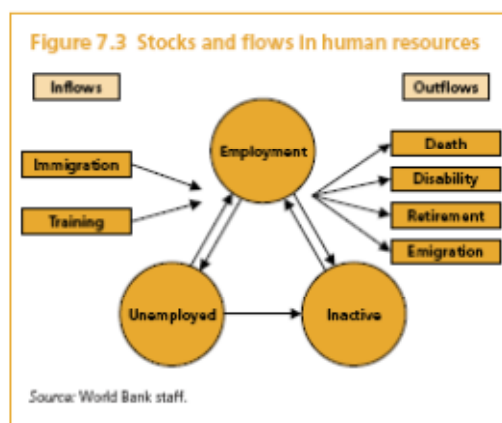 Figure 7.3 Stocks and flows in human resources
Inflows
Outflows
Employment
Death
Immigration
Disability
Training
Retirement
Emigration
Unemployed
Inactive
Source: World Bank staff.